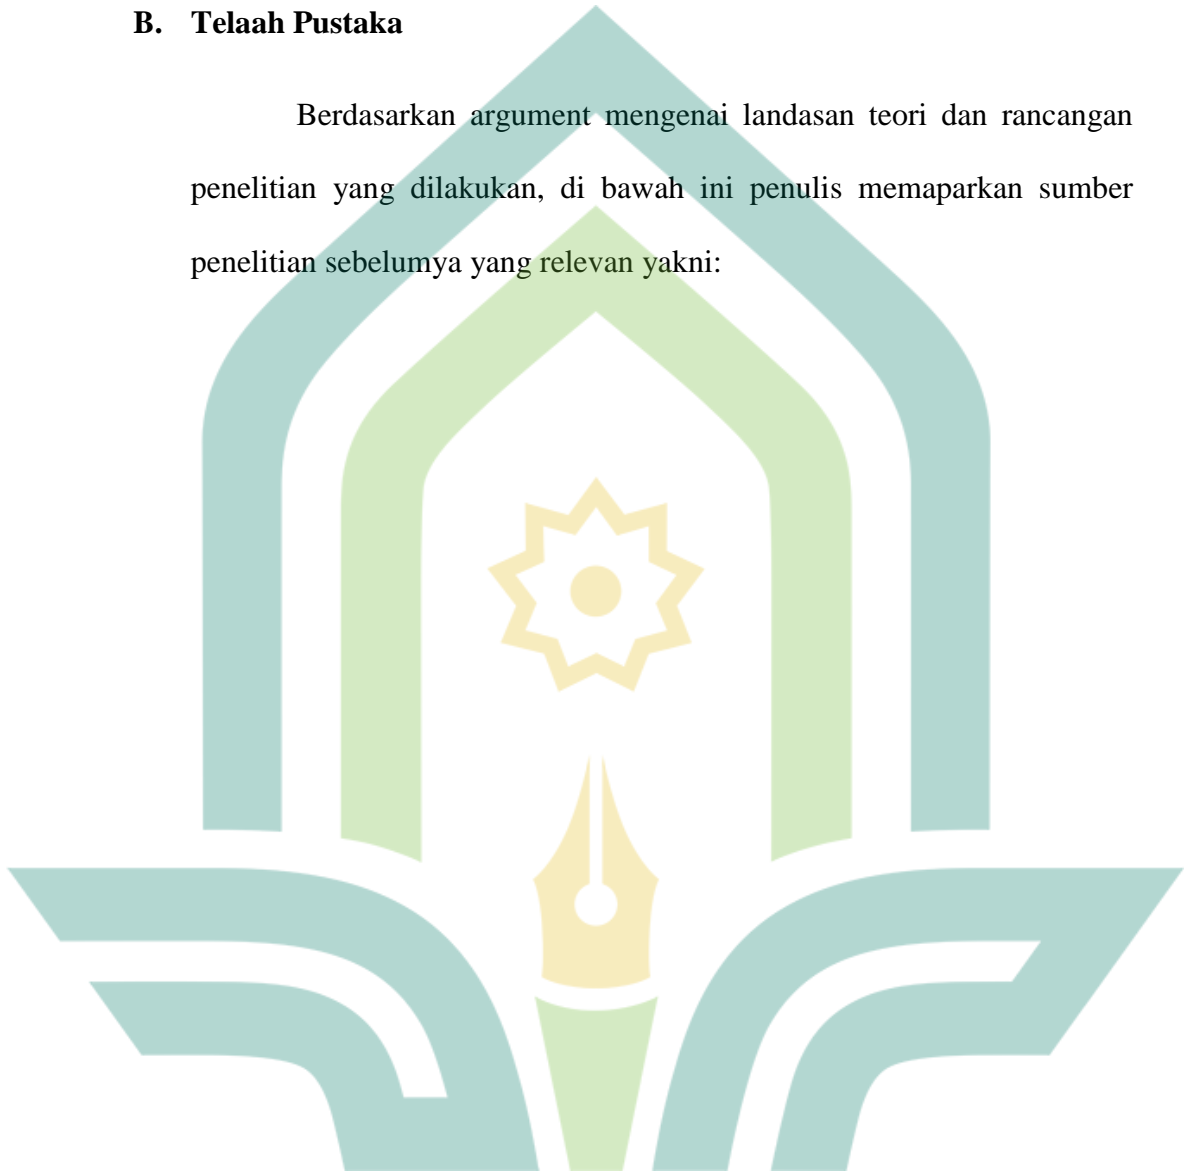 B. Telaah Pustaka
Berdasarkan argument mengenai landasan teori dan rancangan
penelitian yang dilakukan, di bawah ini penulis memaparkan sumber
penelitian sebelumya yang relevan yakni: